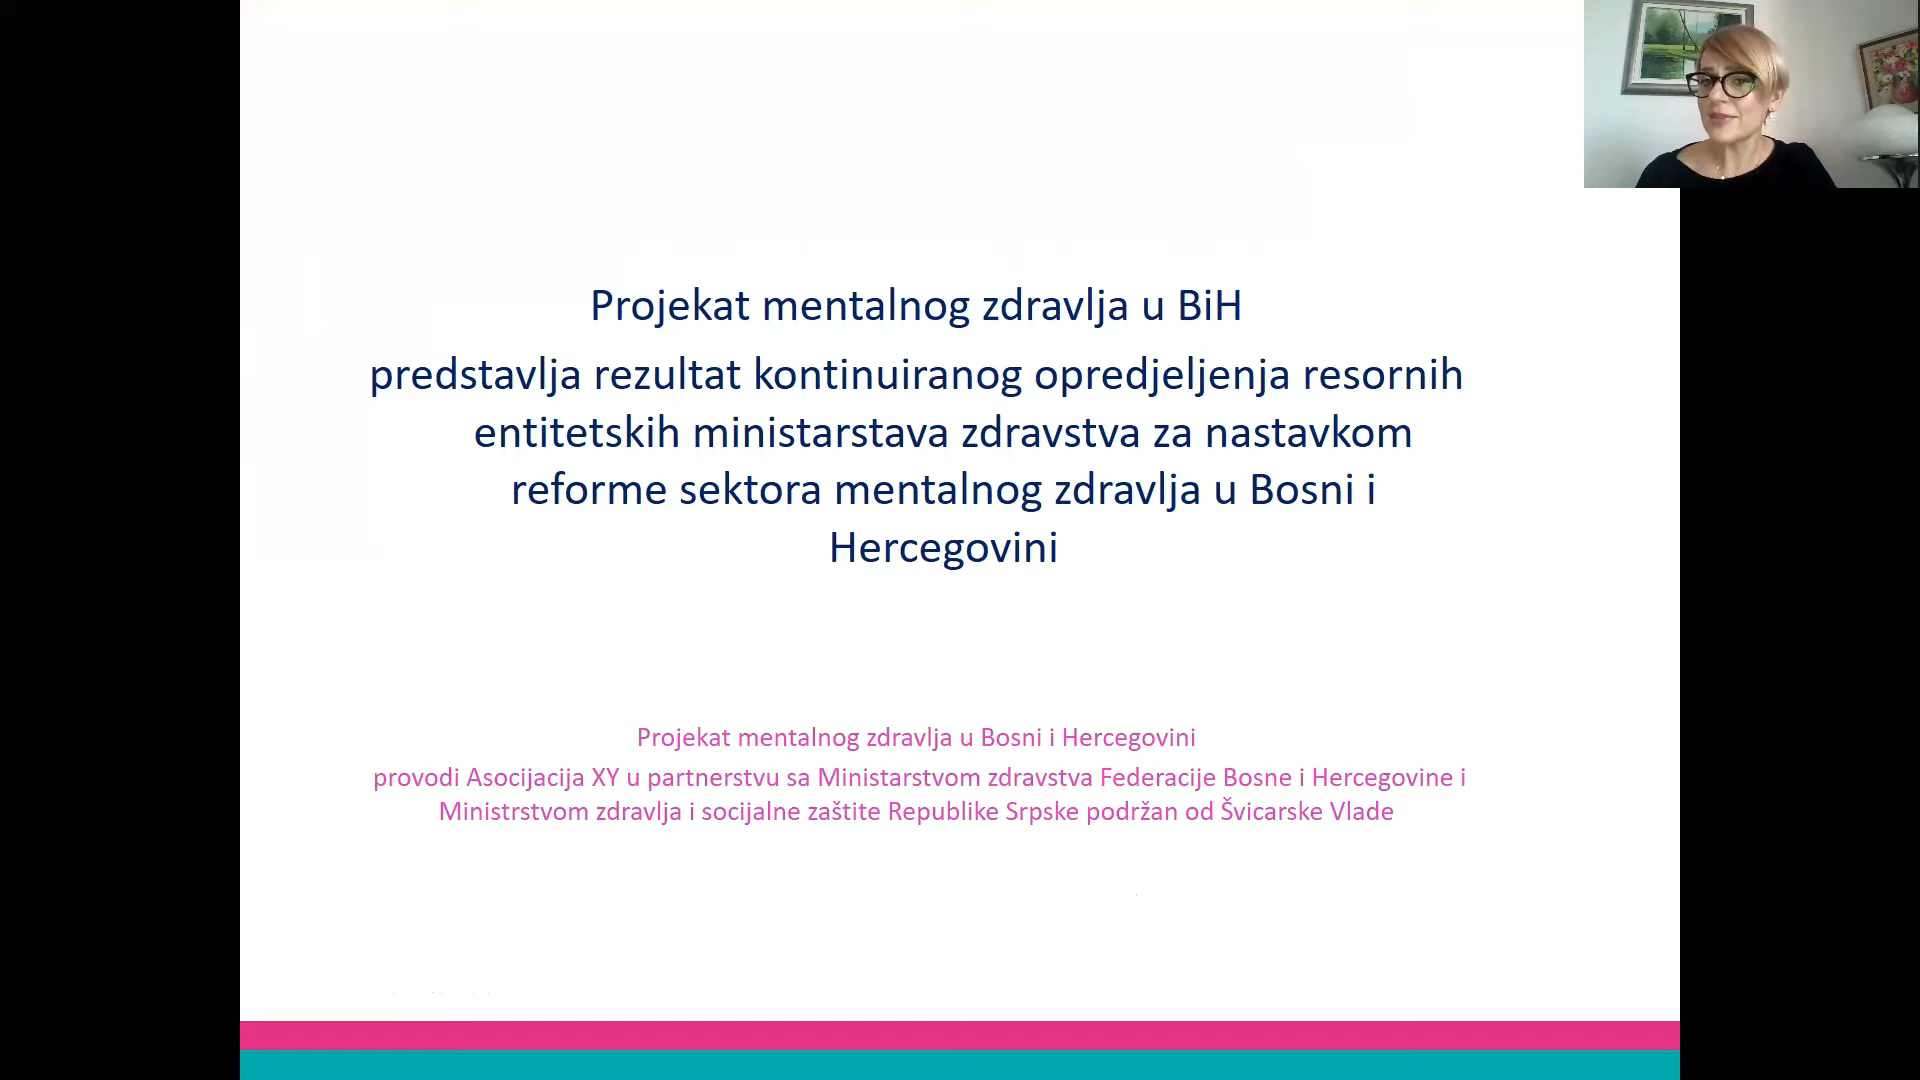 Projekat mentalnog zdravlja u BiH
predstavlja rezultat kontinuiranog opredjeljenja resornih
entitetskih ministarstava zdravstva za nastavkom
reforme sektora mentalnog zdravlja u Bosni i
Hercegovini
Projekat mentalnog zdravlja u Bosni i Hercegovini
provodi Asocijacija XY u partnerstvu sa Ministarstvom zdravstva Federacije Bosne i Hercegovine i
Ministrstvom zdravlja i socijalne zaštite Republike Srpske podržan od Švicarske Vlade